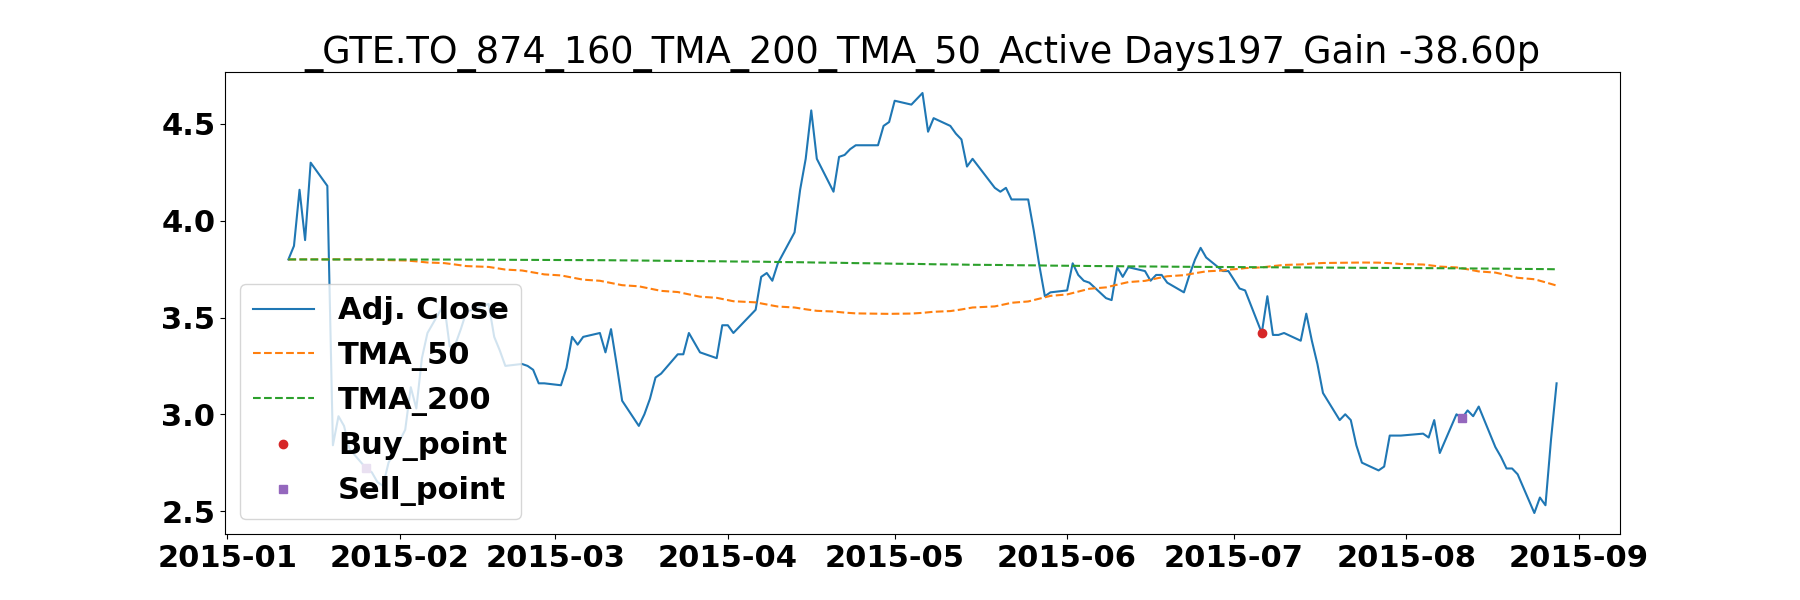 _GTE.TO_874_160_TMA_200_TMA_50_Active Days197_Gain -38.60p
4.5
4.0
3.5
3.0
2.5
Adj. Close
TMA_50
TMA_200
Buy_point
Sell_point
2015-01 2015-02 2015-03 2015-04 2015-05 2015-06 2015-07 2015-08 2015-09